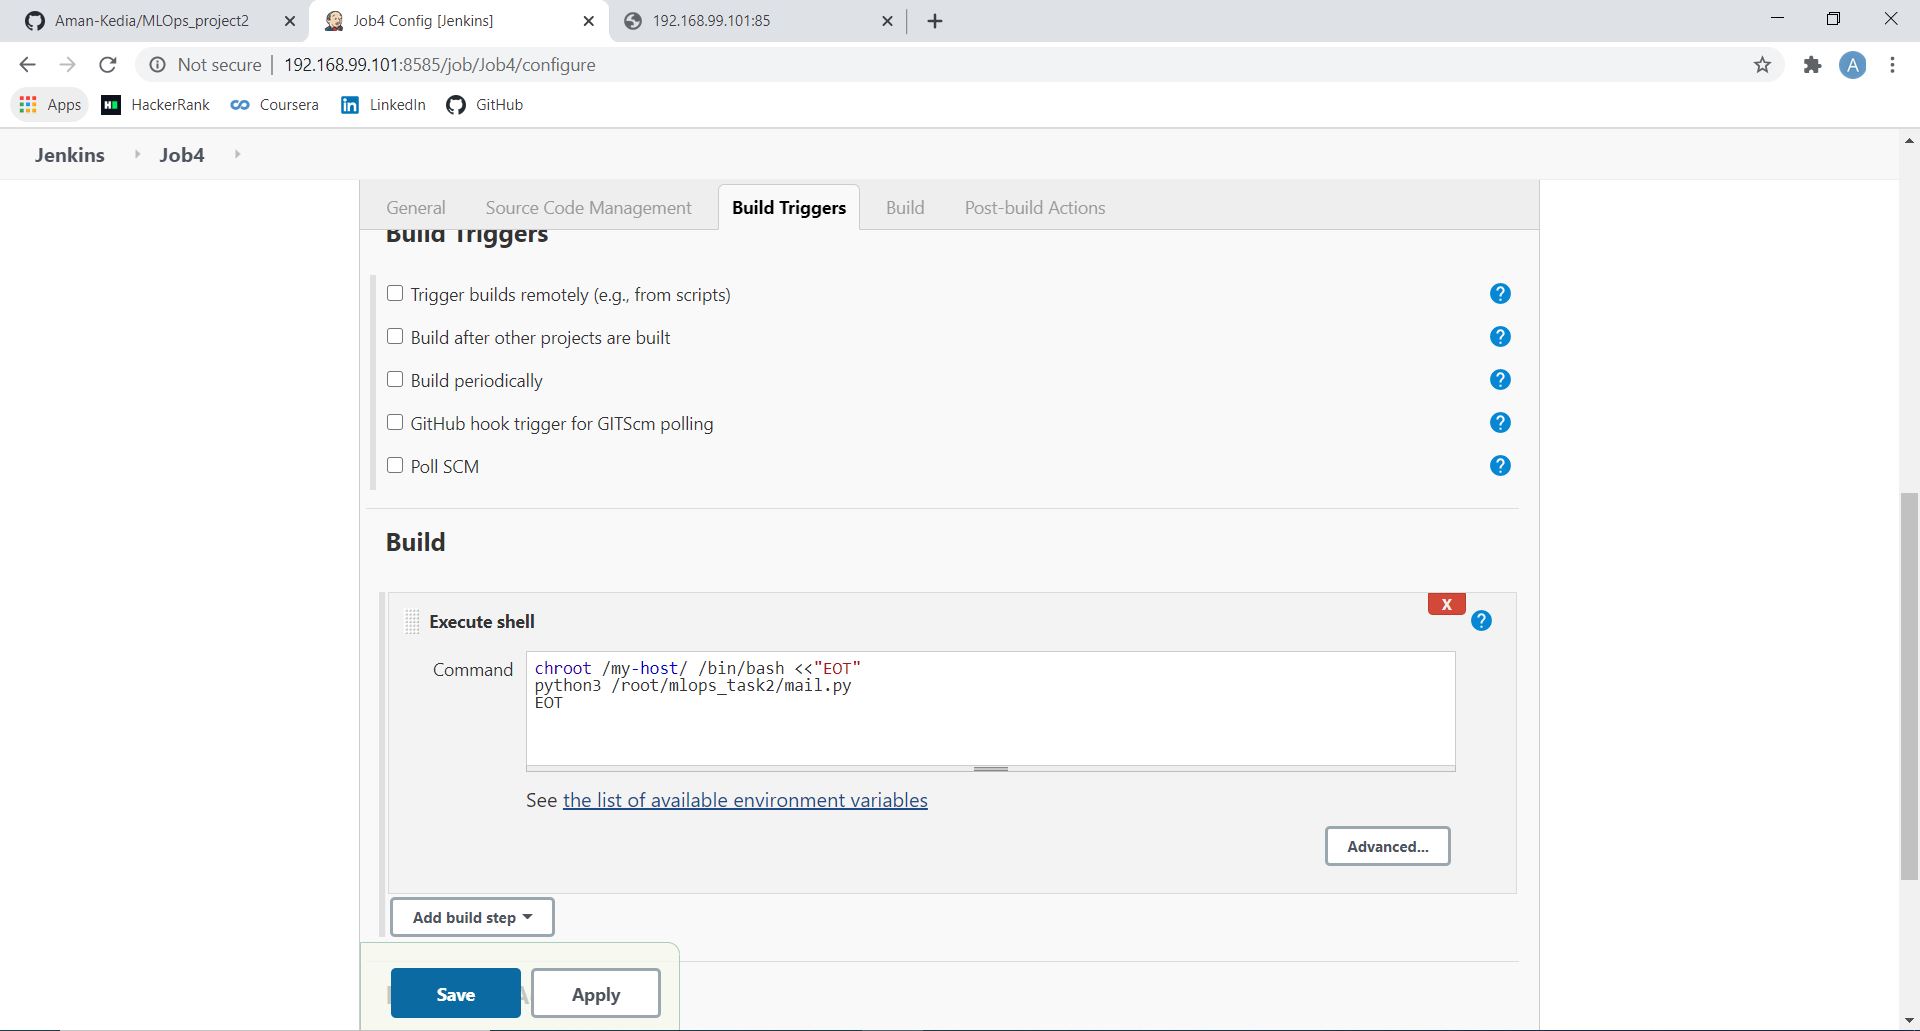 Aman-Kedia/MLOps_project2
Job4 Config [Jenkins]
192.168.99.101:85
Not secure | 192.168.99.101:8585/job/Job4/configure
A
Apps
HackerRank
Coursera
LinkedIn
GitHub
Jenkins
Job4
General
Source Code Management
Build Triggers
Build
Post-build Actions
Build Triggers
Trigger builds remotely (e.g., from scripts)
?
Build after other projects are built
?
Build periodically
?
GitHub hook trigger for GITScm polling
?
Poll SCM
?
Build
X
Execute shell
?
Command
chroot /my-host/ /bin/bash <<"EOT"
python3 /root/mlops_task2/mail.py
EOT
See the list of available environment variables
Advanced...
Add build step
Save
Apply